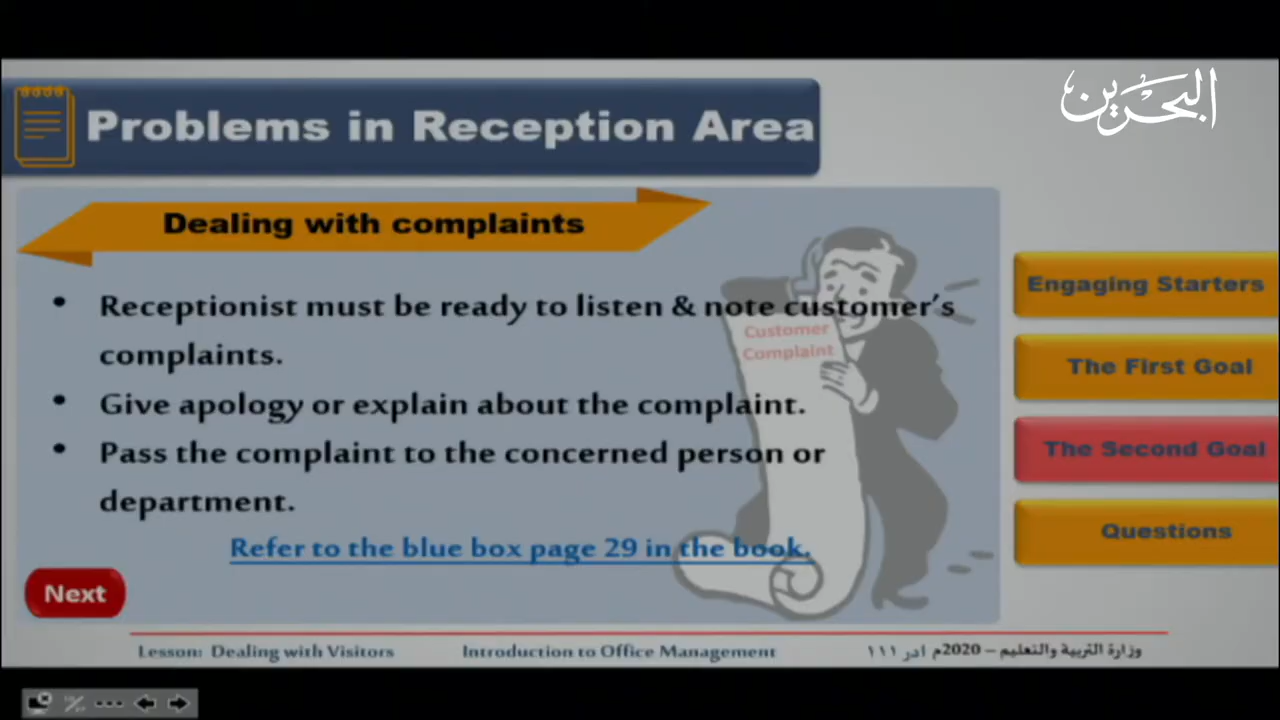 البحرين
Problems in Reception Area
Dealing with complaints
• Receptionist must be ready to listen & note customer's
complaints.
• Give apology or explain about the complaint.
• Pass the complaint to the concerned person or
department.
Refer to the blue box page 29 in the book.
Customer
Complaint
Engaging Starters
The First Goal
The Second Goal
Questions
Next
Lesson: Dealing with Visitors
Introduction to Office Management
وزارة التربية والتعليم – 2020م ادر ١١١